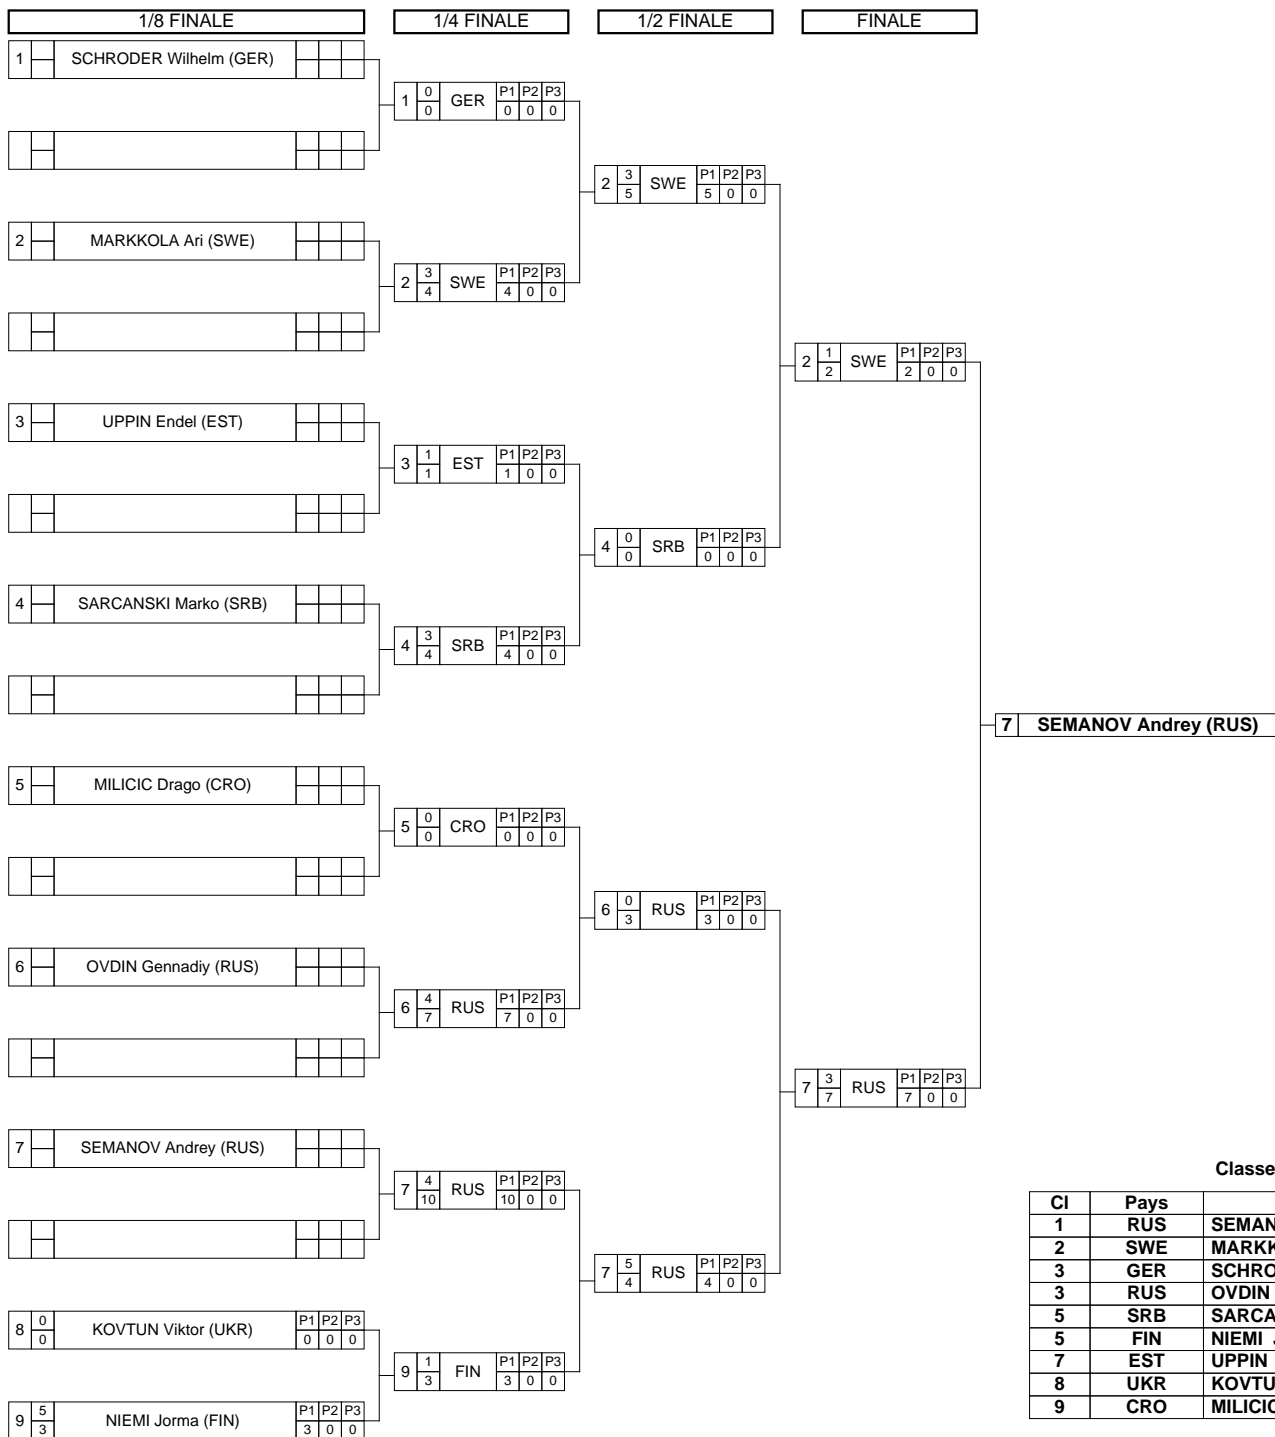 1/8 FINALE 1/4 FINALE 1/2 FINALE FINALE
1 SCHRODER Wilhelm (GER)
1 0 GER P1 P2 P3
0 0 0 0
2 3 SWE P1 P2 P3
5 5 0 0
2 MARKKOLA Ari (SWE)
2 3 SWE P1 P2 P3
4 4 0 0
2 1 SWE P1 P2 P3
2 2 0 0
3 UPPIN Endel (EST)
3 1 EST P1 P2 P3
1 1 0 0
4 0 SRB P1 P2 P3
0 0 0 0
4 SARCANSKI Marko (SRB)
4 3 SRB P1 P2 P3
4 4 0 0
7 SEMANOV Andrey (RUS)
5 MILICIC Drago (CRO)
5 0 CRO P1 P2 P3
0 0 0 0
6 0 RUS P1 P2 P3
3 3 0 0
6 OVDIN Gennadiy (RUS)
6 4 RUS P1 P2 P3
7 7 0 0
7 3 RUS P1 P2 P3
7 7 0 0
7 SEMANOV Andrey (RUS)
7 4 RUS P1 P2 P3
10 10 0 0
7 5 RUS P1 P2 P3
4 4 0 0
8 0 KOVTUN Viktor (UKR) P1 P2 P3
0 0 0 0
9 1 FIN P1 P2 P3
3 3 0 0
9 5 NIEMI Jorma (FIN) P1 P2 P3
3 3 0 0
Classe
Cl Pays
1 RUS SEMAN
2 SWE MARKK
3 GER SCHRO
3 RUS OVDIN
5 SRB SARCA
5 FIN NIEMI
7 EST UPPIN
8 UKR KOVTU
9 CRO MILICIC